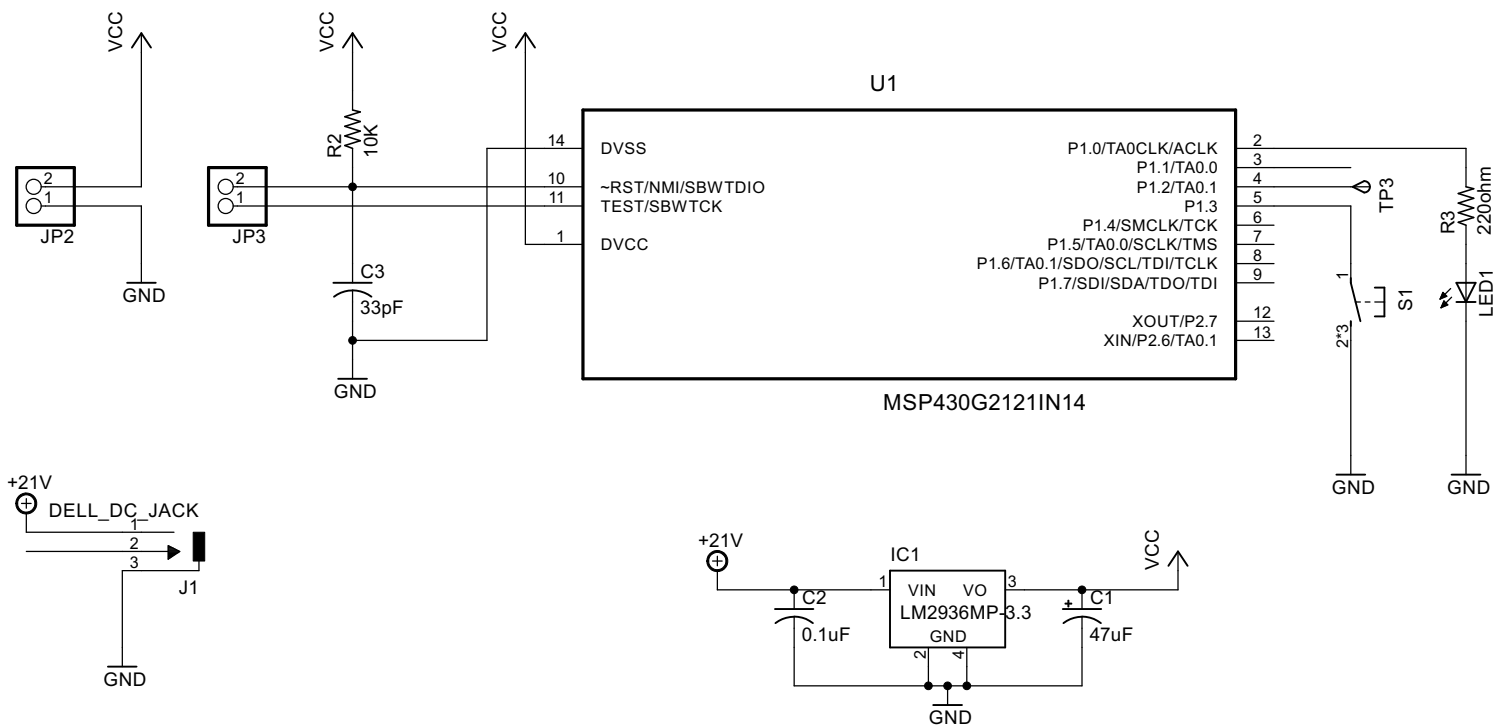 VCC
VCC
VCC
U1
R2
10K
14
DVSS
10
~RST/NMI/SBWTDIO
11
TEST/SBWTCK
1
DVCC
P1.0/TA0CLK/ACLK
2
P1.1/TA0.0
3
P1.2/TA0.1
4
P1.3
5
P1.4/SMCLK/TCK
6
P1.5/TA0.0/SCLK/TMS
7
P1.6/TA0.1/SDO/SCL/TDI/TCLK
8
P1.7/SDI/SDA/TDO/TDI
9
XOUT/P2.7
12
XIN/P2.6/TA0.1
13
MSP430G2121IN14
2
1
JP2
2
1
JP3
GND
C3
33pF
GND
TP3
R3
220ohm
1
2*3
S1
LED1
GND
GND
+21V
DELL_DC_JACK
1
2
3
J1
GND
+21V
IC1
VCC
1
VIN
VO
3
C2
LM2936MP-3.3
C1
+
0.1uF
GND
47uF
2
4
GND